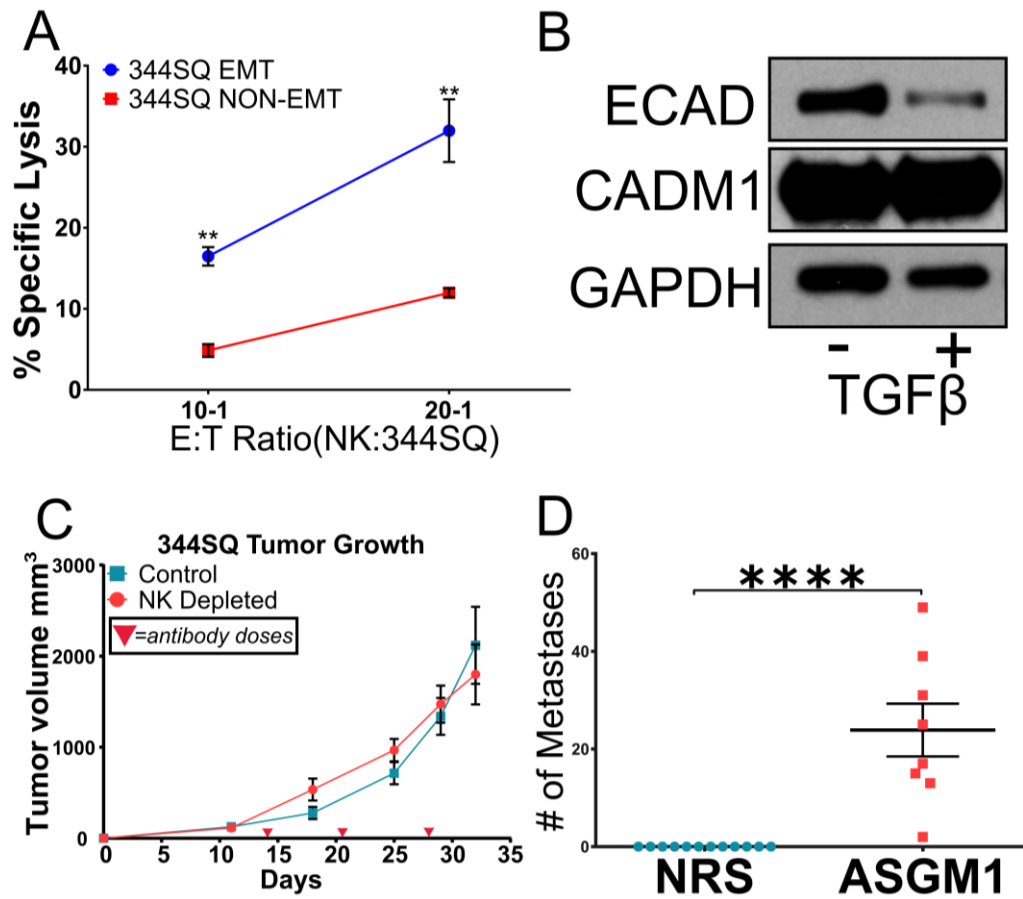 A
344SQ EMT
344SQ NON-EMT
% Specific Lysis
40
30
20
10
0
**
**
10-1
20-1
E:T Ratio(NK:344SQ)
B
ECAD
CADM1
GAPDH
- +
TGFβ
C
344SQ Tumor Growth
Control
NK Depleted
=antibody doses
Tumor volume mm³
3000
2000
1000
0
0 5 10 15 20 25 30 35
Days
D
# of Metastases
60
40
20
0
****
NRS ASGM1